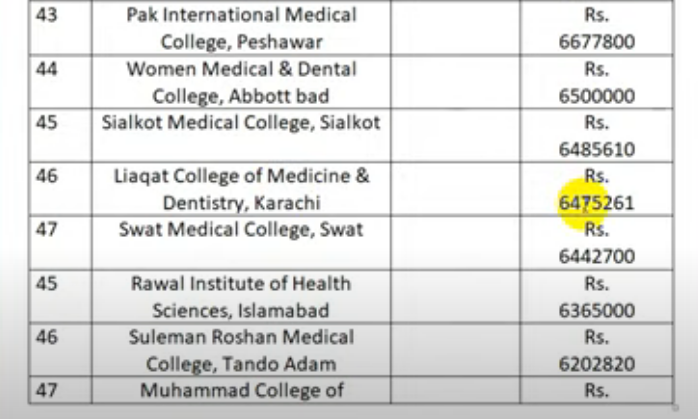 43 Pak International Medical Rs.
College, Peshawar 6677800
44 Women Medical & Dental Rs.
College, Abbott bad 6500000
45 Sialkot Medical College, Sialkot Rs.
6485610
46 Liaqat College of Medicine & Rs.
Dentistry, Karachi 6475261
47 Swat Medical College, Swat Rs.
6442700
45 Rawal Institute of Health Rs.
Sciences, Islamabad 6365000
46 Suleman Roshan Medical Rs.
College, Tando Adam 6202820
47 Muhammad College of Rs.